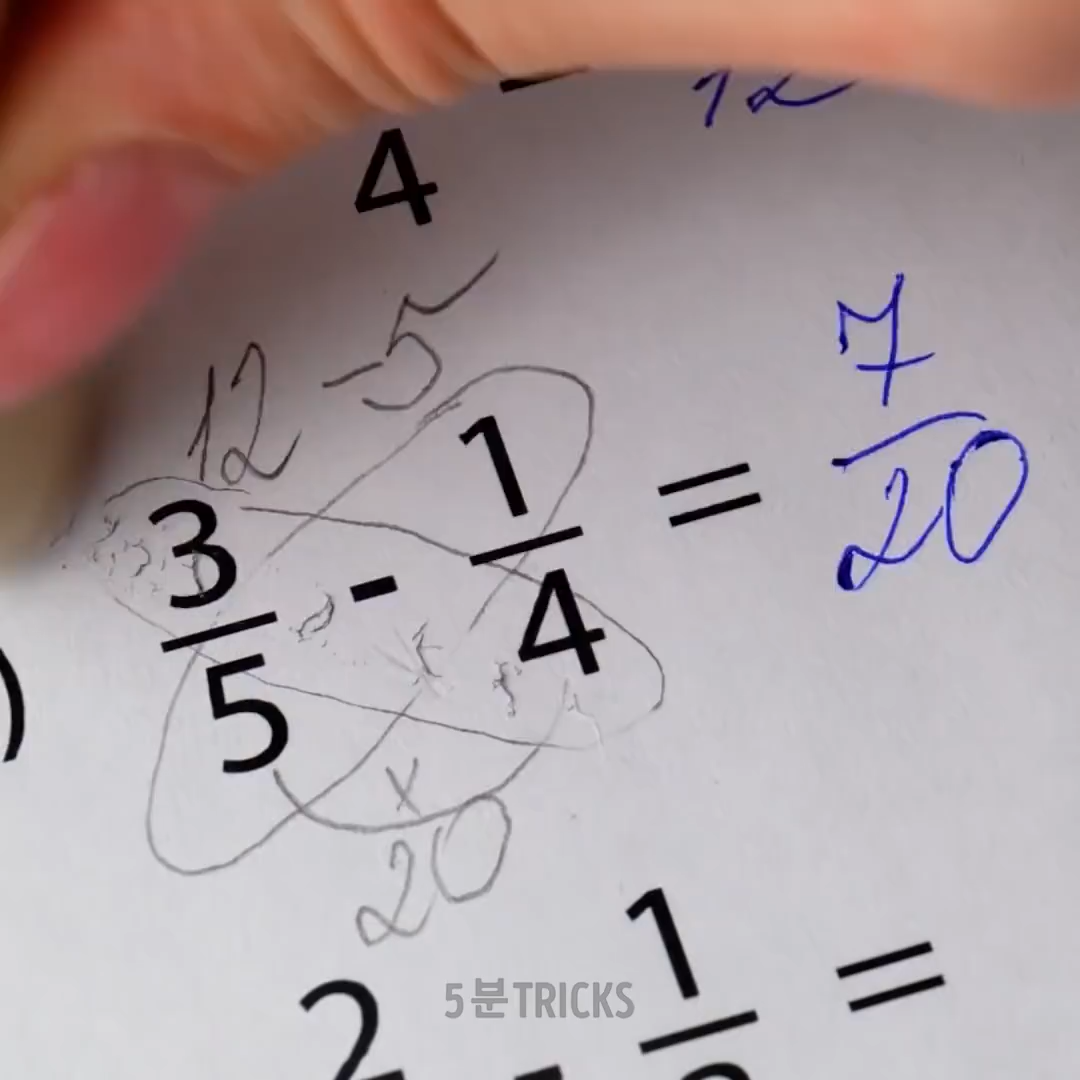 4
12
12 - 5
3/5 - 1/4 = 7/20
x
20
2 - 1 =
5분TRICKS